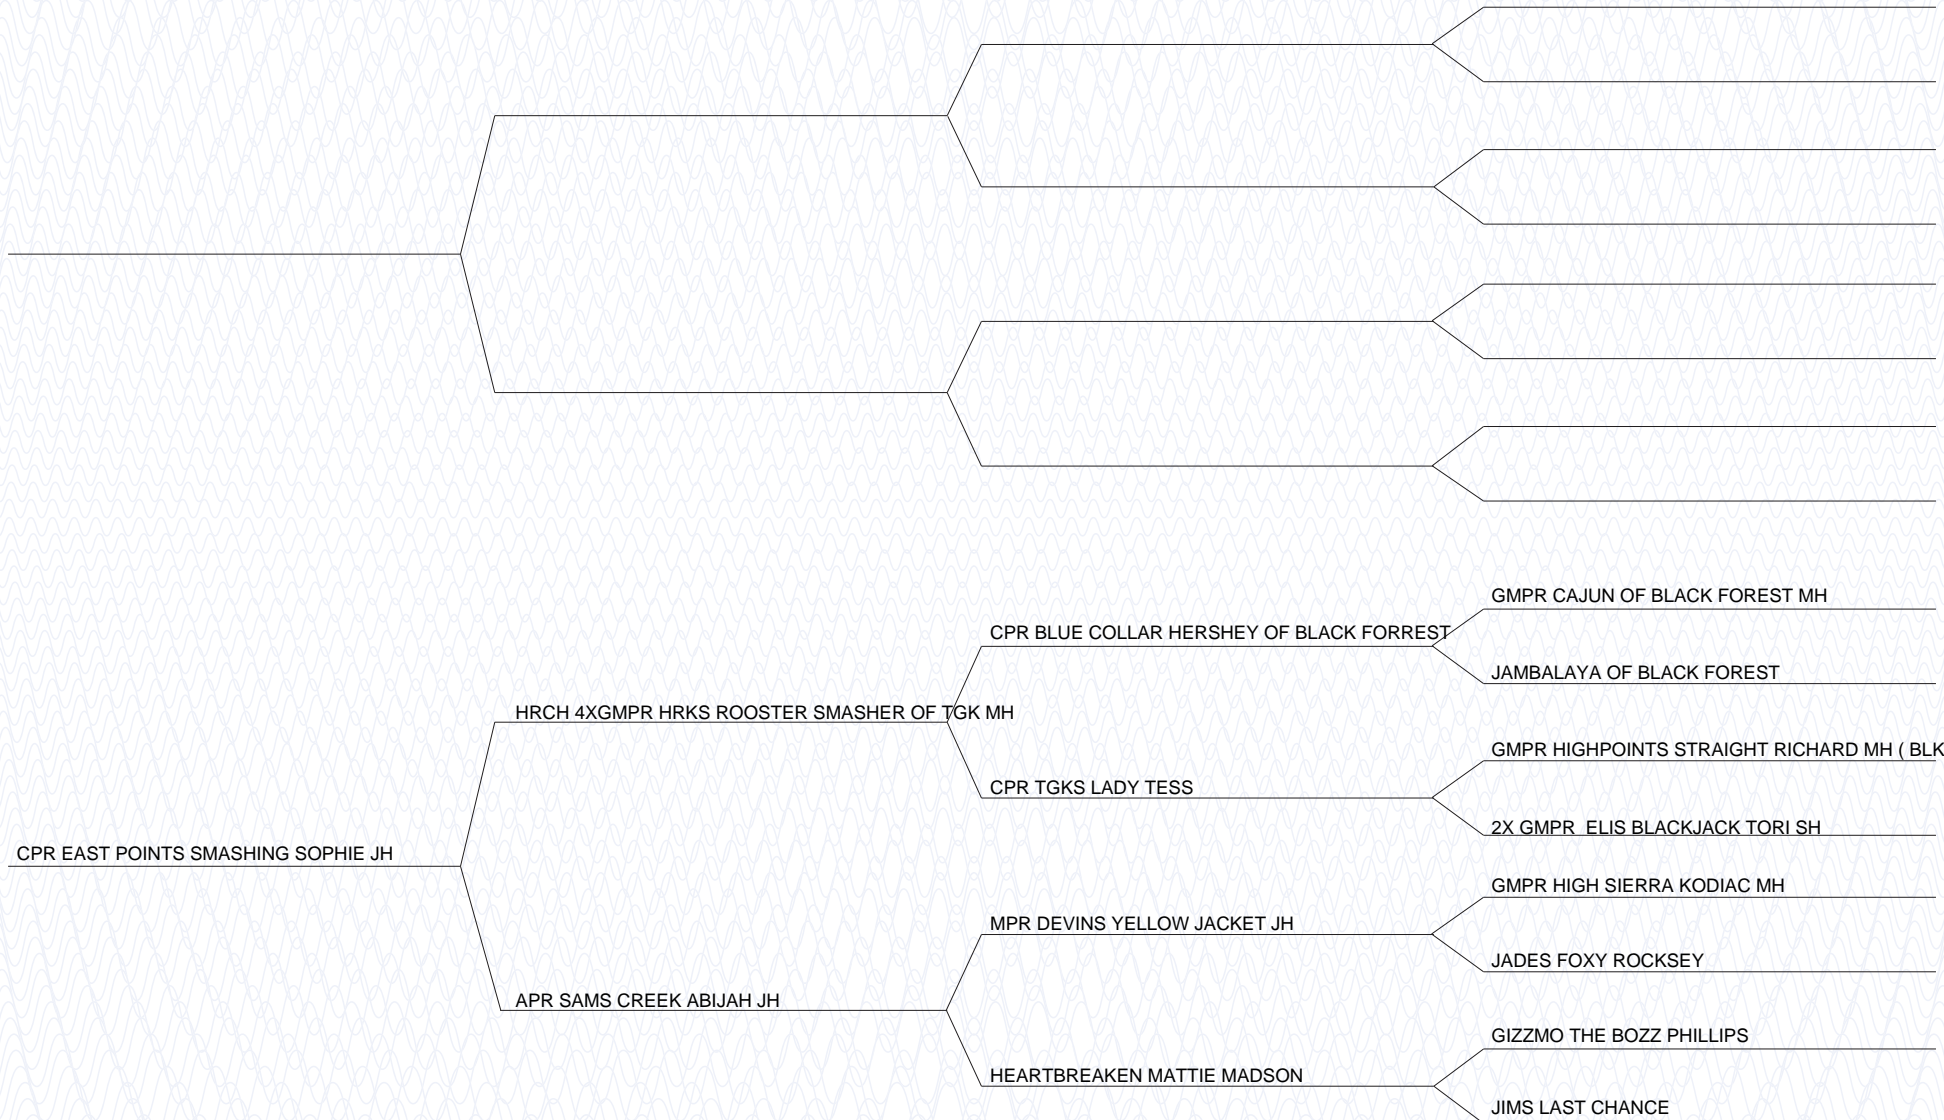 GMPR CAJUN OF BLACK FOREST MH
CPR BLUE COLLAR HERSHEY OF BLACK FORREST
JAMBALAYA OF BLACK FOREST
HRCH 4XGMPR HRKS ROOSTER SMASHER OF TGK MH
GMPR HIGHPOINTS STRAIGHT RICHARD MH ( BLK
CPR TGKS LADY TESS
2X GMPR  ELIS BLACKJACK TORI SH
CPR EAST POINTS SMASHING SOPHIE JH
GMPR HIGH SIERRA KODIAC MH
MPR DEVINS YELLOW JACKET JH
JADES FOXY ROCKSEY
APR SAMS CREEK ABIJAH JH
GIZZMO THE BOZZ PHILLIPS
HEARTBREAKEN MATTIE MADSON
JIMS LAST CHANCE